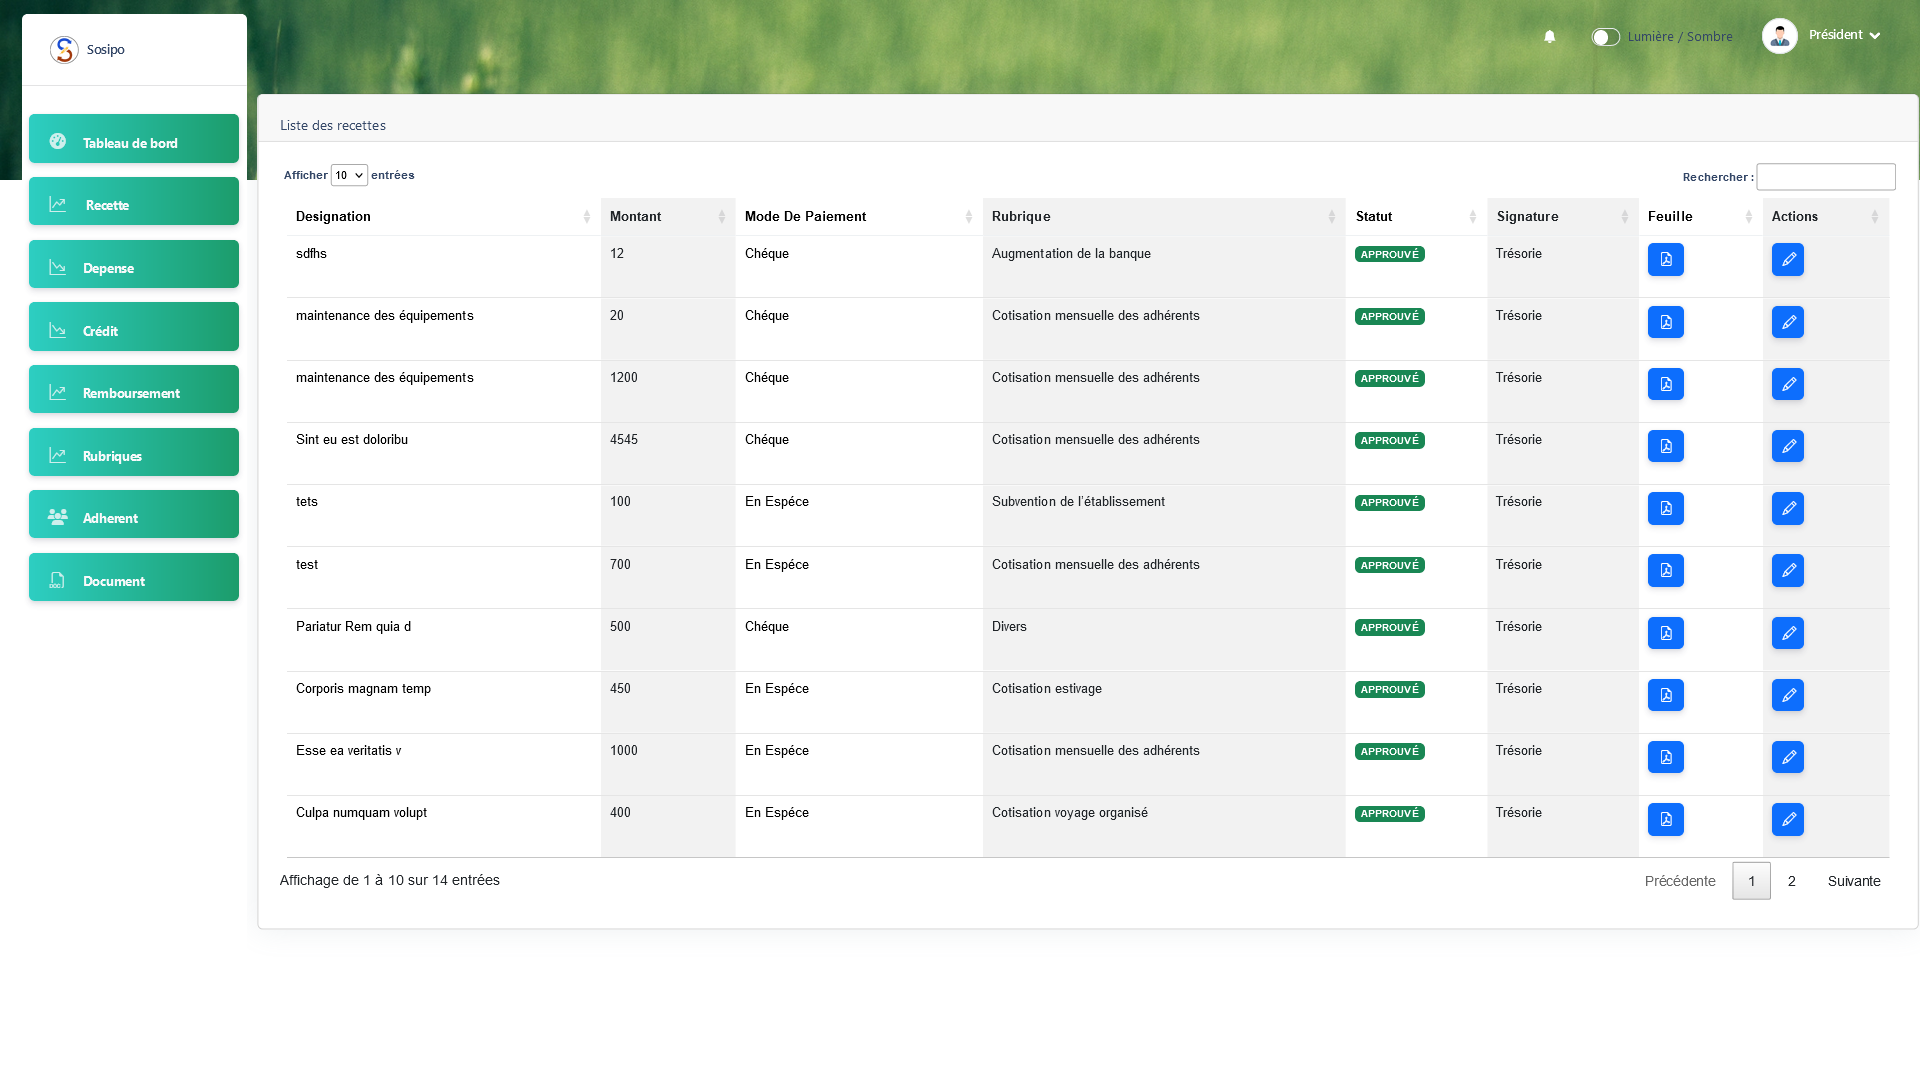 Sosipo
Lumière / Sombre
Président
Tableau de bord
Recette
Depense
Crédit
Remboursement
Rubriques
Adherent
Document
Liste des recettes
Afficher 10 entrées
Rechercher :
Designation Montant Mode De Paiement Rubrique Statut Signature Feuille Actions
sdfhs 12 Chéque Augmentation de la banque APPROUVÉ Trésorie
maintenance des équipements 20 Chéque Cotisation mensuelle des adhérents APPROUVÉ Trésorie
maintenance des équipements 1200 Chéque Cotisation mensuelle des adhérents APPROUVÉ Trésorie
Sint eu est doloribu 4545 Chéque Cotisation mensuelle des adhérents APPROUVÉ Trésorie
tets 100 En Espéce Subvention de l'établissement APPROUVÉ Trésorie
test 700 En Espéce Cotisation mensuelle des adhérents APPROUVÉ Trésorie
Pariatur Rem quia d 500 Chéque Divers APPROUVÉ Trésorie
Corporis magnam temp 450 En Espéce Cotisation estivage APPROUVÉ Trésorie
Esse ea veritatis v 1000 En Espéce Cotisation mensuelle des adhérents APPROUVÉ Trésorie
Culpa numquam volupt 400 En Espéce Cotisation voyage organisé APPROUVÉ Trésorie
Affichage de 1 à 10 sur 14 entrées
Précédente 1 2 Suivante